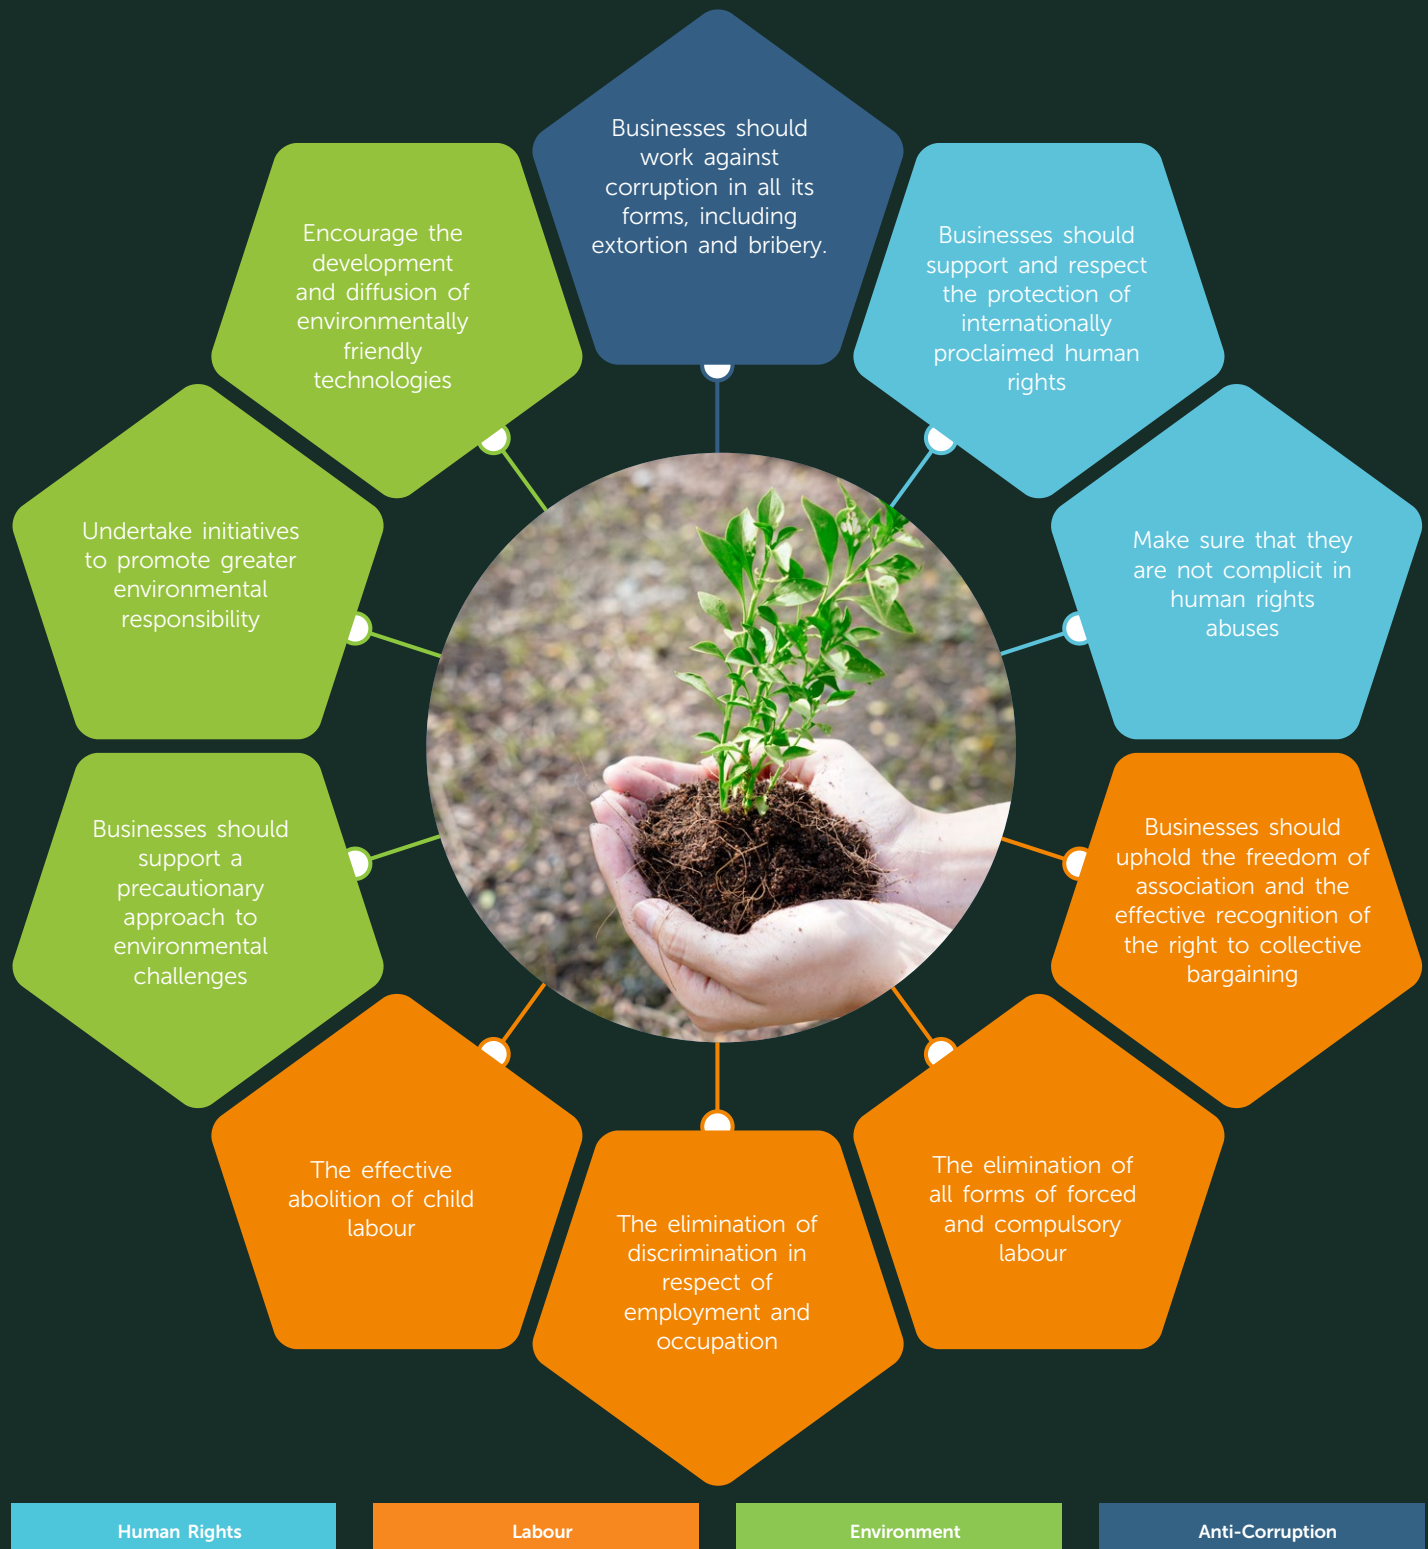 Businesses should
work against
corruption in all its
forms, including
extortion and bribery.
Businesses should
support and respect
the protection of
internationally
proclaimed human
rights
Make sure that they
are not complicit in
human rights
abuses
Businesses should
uphold the freedom of
association and the
effective recognition of
the right to collective
bargaining
The elimination of
all forms of forced
and compulsory
labour
The elimination of
discrimination in
respect of
employment and
occupation
The effective
abolition of child
labour
Businesses should
support a
precautionary
approach to
environmental
challenges
Undertake initiatives
to promote greater
environmental
responsibility
Encourage the
development
and diffusion of
environmentally
friendly
technologies
Human Rights
Labour
Environment
Anti-Corruption